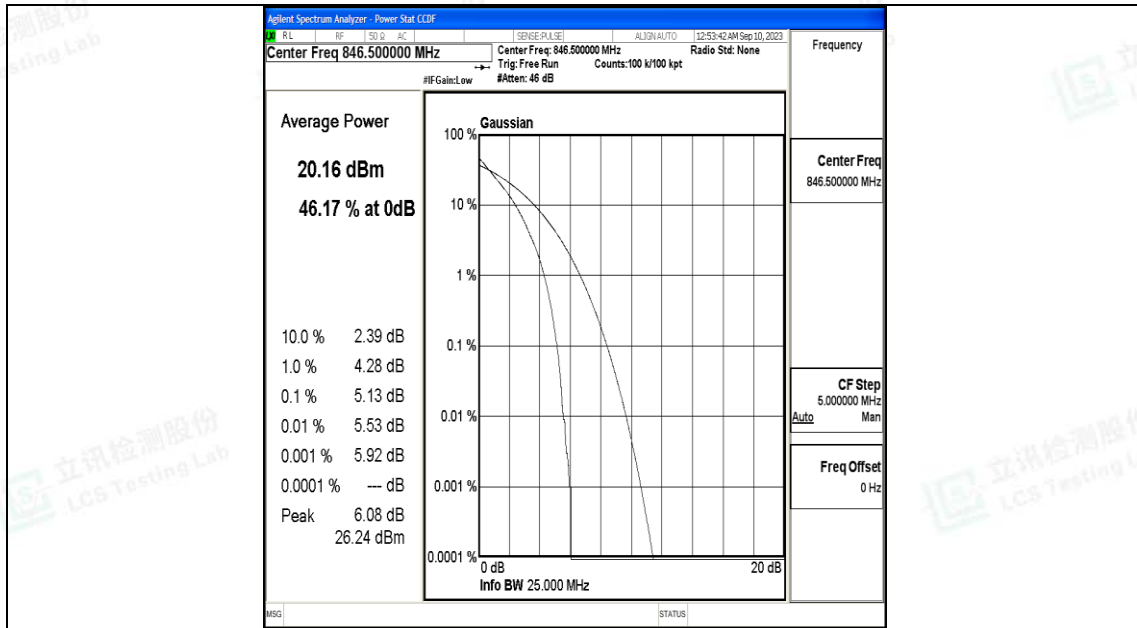 Agilent Spectrum Analyzer - Power Stat CCDF
LXI RL RF 50 Ω AC SENSE:PULSE ALIGN AUTO 12:53:42 AM Sep 10, 2023
Center Freq 846.500000 MHz
Center Freq: 846.500000 MHz Radio Std: None
Trig: Free Run Counts:100 k/100 kpt
#IFGain:Low #Atten: 46 dB
Frequency
Average Power
20.16 dBm
46.17 % at 0dB
10.0 % 2.39 dB
1.0 % 4.28 dB
0.1 % 5.13 dB
0.01 % 5.53 dB
0.001 % 5.92 dB
0.0001 % --- dB
Peak 6.08 dB
26.24 dBm
Gaussian
100 %
10 %
1 %
0.1 %
0.01 %
0.001 %
0.0001 %
0 dB 20 dB
Info BW 25.000 MHz
Center Freq
846.500000 MHz
CF Step
5.000000 MHz
Auto Man
Freq Offset
0 Hz
MSG STATUS
立讯检测股份
LCS Testing Lab